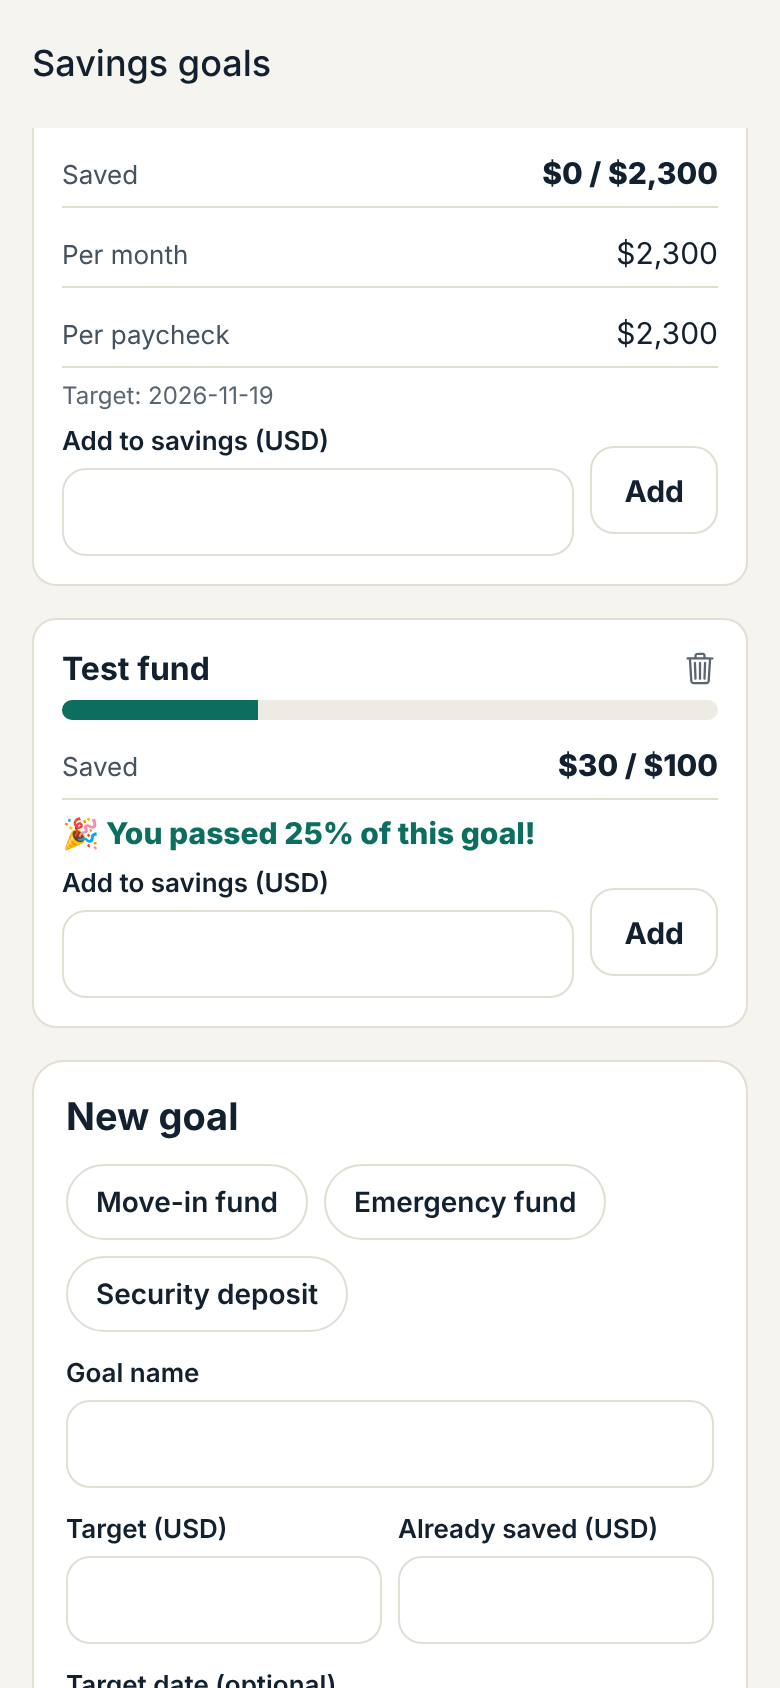 Savings goals
Saved $0 / $2,300
Per month $2,300
Per paycheck $2,300
Target: 2026-11-19
Add to savings (USD)
Add
Test fund
Saved $30 / $100
🎉 You passed 25% of this goal!
Add to savings (USD)
Add
New goal
Move-in fund Emergency fund
Security deposit
Goal name
Target (USD) Already saved (USD)
Target date (optional)